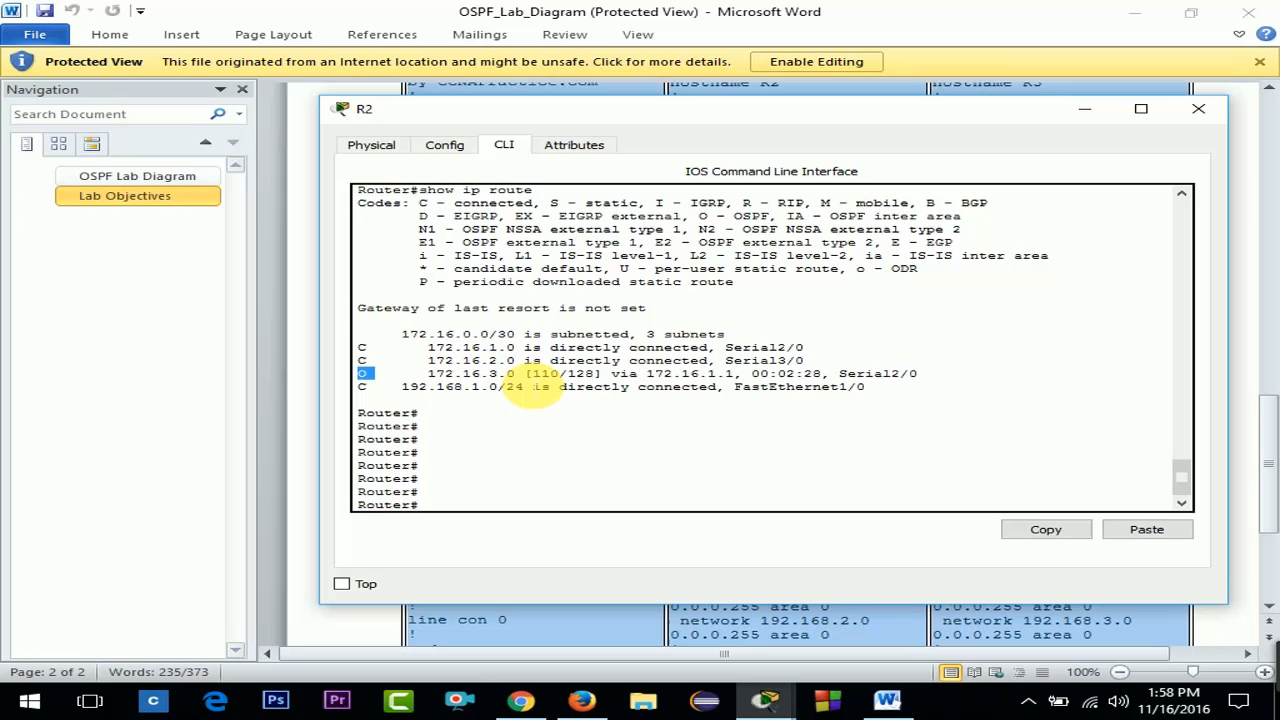 OSPF_Lab_Diagram (Protected View) - Microsoft Word
File Home Insert Page Layout References Mailings Review View
Protected View This file originated from an Internet location and might be unsafe. Click for more details. Enable Editing
Navigation
Search Document
OSPF Lab Diagram
Lab Objectives
hostname R2
hostname R3
R2
Physical Config CLI Attributes
IOS Command Line Interface
Router#show ip route
Codes: C - connected, S - static, I - IGRP, R - RIP, M - mobile, B - BGP
D - EIGRP, EX - EIGRP external, O - OSPF, IA - OSPF inter area
N1 - OSPF NSSA external type 1, N2 - OSPF NSSA external type 2
E1 - OSPF external type 1, E2 - OSPF external type 2, E - EGP
i - IS-IS, L1 - IS-IS level-1, L2 - IS-IS level-2, ia - IS-IS inter area
* - candidate default, U - per-user static route, o - ODR
P - periodic downloaded static route
Gateway of last resort is not set
172.16.0.0/30 is subnetted, 3 subnets
C 172.16.1.0 is directly connected, Serial2/0
C 172.16.2.0 is directly connected, Serial3/0
O 172.16.3.0 [110/128] via 172.16.1.1, 00:02:28, Serial2/0
C 192.168.1.0/24 is directly connected, FastEthernet1/0
Router#
Router#
Router#
Router#
Router#
Router#
Router#
Router#
Copy Paste
Top
!
line con 0
!
0.0.0.255 area 0
network 192.168.2.0
0.0.0.255 area 0
0.0.0.255 area 0
network 192.168.3.0
0.0.0.255 area 0
Page: 2 of 2 Words: 235/373 100%
1:58 PM
11/16/2016